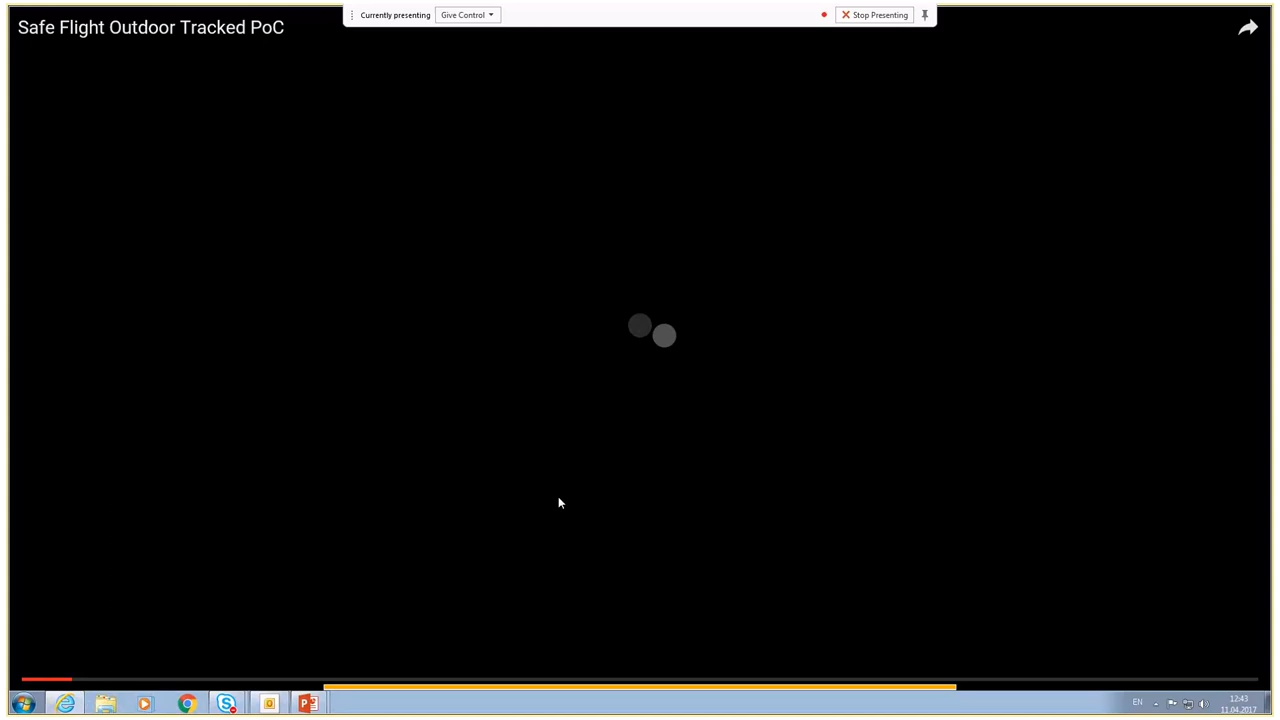 Safe Flight Outdoor Tracked PoC
Currently presenting
Give Control
Stop Presenting
EN
12:43
11.04.2017